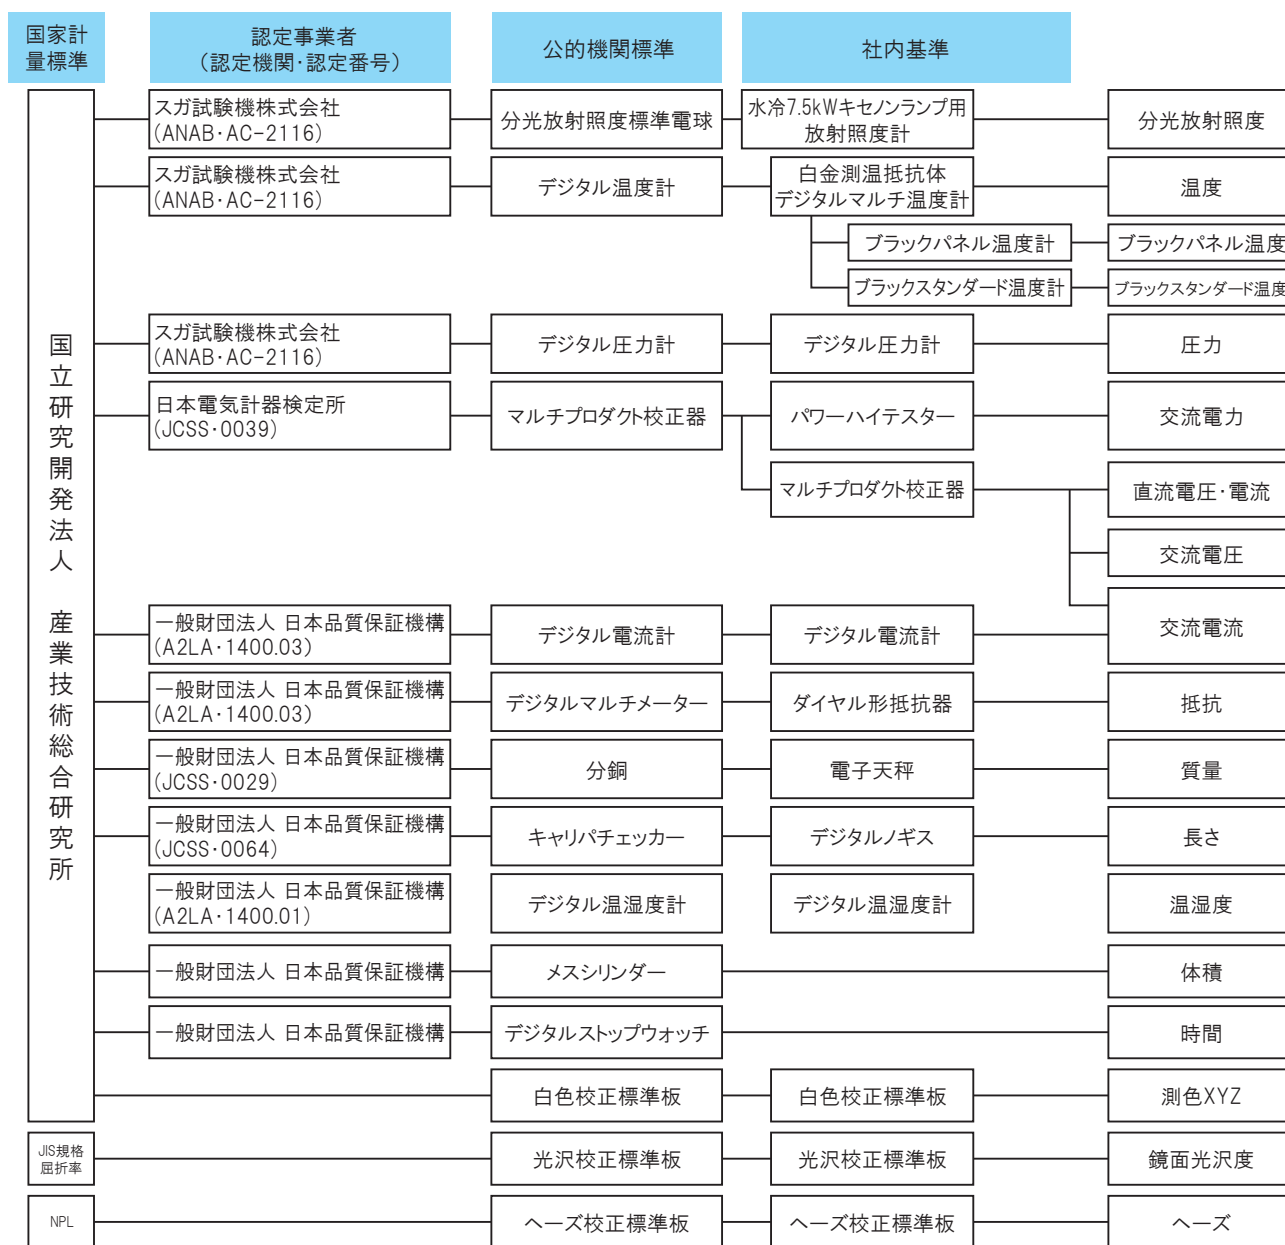 国家計
量標準
認定事業者
（認定機関・認定番号）
公的機関標準
社内基準
国立研究開発法人 産業技術総合研究所
スガ試験機株式会社
(ANAB・AC-2116)
分光放射照度標準電球
水冷7.5kWキセノンランプ用
放射照度計
分光放射照度
スガ試験機株式会社
(ANAB・AC-2116)
デジタル温度計
白金測温抵抗体
デジタルマルチ温度計
温度
ブラックパネル温度計
ブラックパネル温度
ブラックスタンダード温度計
ブラックスタンダード温度
スガ試験機株式会社
(ANAB・AC-2116)
デジタル圧力計
デジタル圧力計
圧力
日本電気計器検定所
(JCSS・0039)
マルチプロダクト校正器
パワーハイテスター
交流電力
マルチプロダクト校正器
直流電圧・電流
交流電圧
一般財団法人 日本品質保証機構
(A2LA・1400.03)
デジタル電流計
デジタル電流計
交流電流
一般財団法人 日本品質保証機構
(A2LA・1400.03)
デジタルマルチメーター
ダイヤル形抵抗器
抵抗
一般財団法人 日本品質保証機構
(JCSS・0029)
分銅
電子天秤
質量
一般財団法人 日本品質保証機構
(JCSS・0064)
キャリパチェッカー
デジタルノギス
長さ
一般財団法人 日本品質保証機構
(A2LA・1400.01)
デジタル温湿度計
デジタル温湿度計
温湿度
一般財団法人 日本品質保証機構
メスシリンダー
体積
一般財団法人 日本品質保証機構
デジタルストップウォッチ
時間
白色校正標準板
白色校正標準板
測色XYZ
JIS規格
屈折率
光沢校正標準板
光沢校正標準板
鏡面光沢度
NPL
ヘーズ校正標準板
ヘーズ校正標準板
ヘーズ